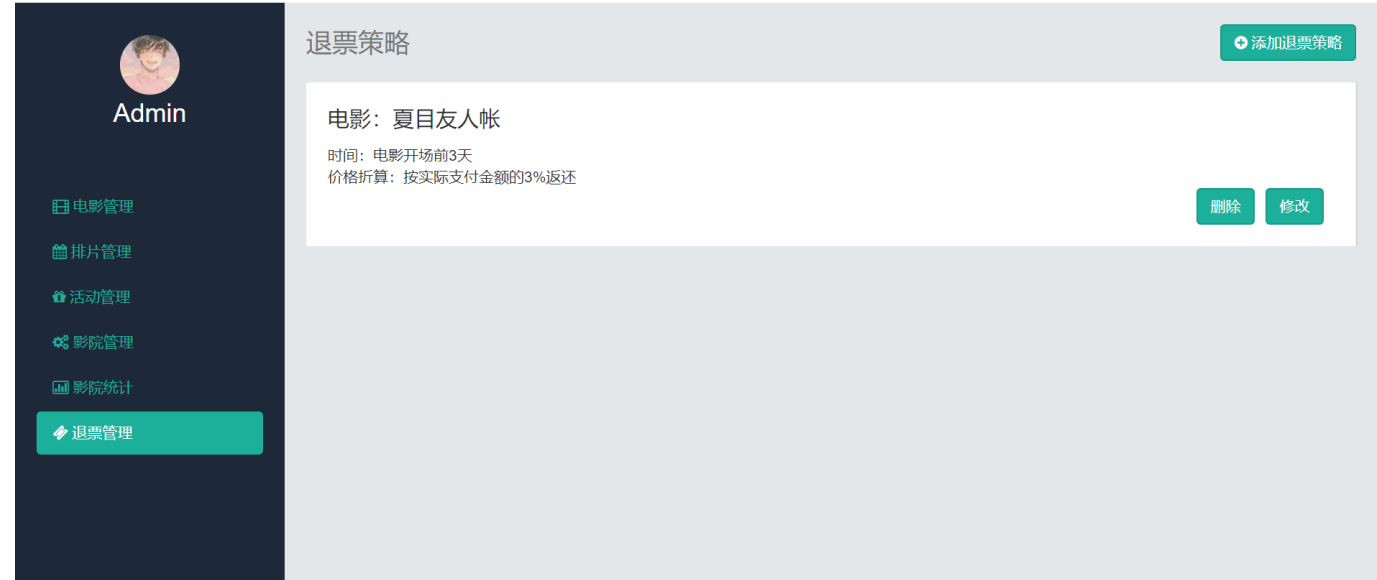 Admin
电影管理
排片管理
活动管理
影院管理
影院统计
退票管理
退票策略
添加退票策略
电影：夏目友人帐
时间：电影开场前3天
价格折算：按实际支付金额的3%返还
删除 修改